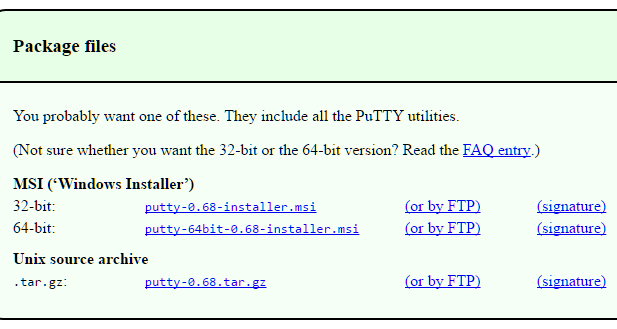 Package files
You probably want one of these. They include all the PuTTY utilities.
(Not sure whether you want the 32-bit or the 64-bit version? Read the FAQ entry.)
MSI (‘Windows Installer’)
32-bit: putty-0.68-installer.msi (or by FTP) (signature)
64-bit: putty-64bit-0.68-installer.msi (or by FTP) (signature)
Unix source archive
.tar.gz: putty-0.68.tar.gz (or by FTP) (signature)